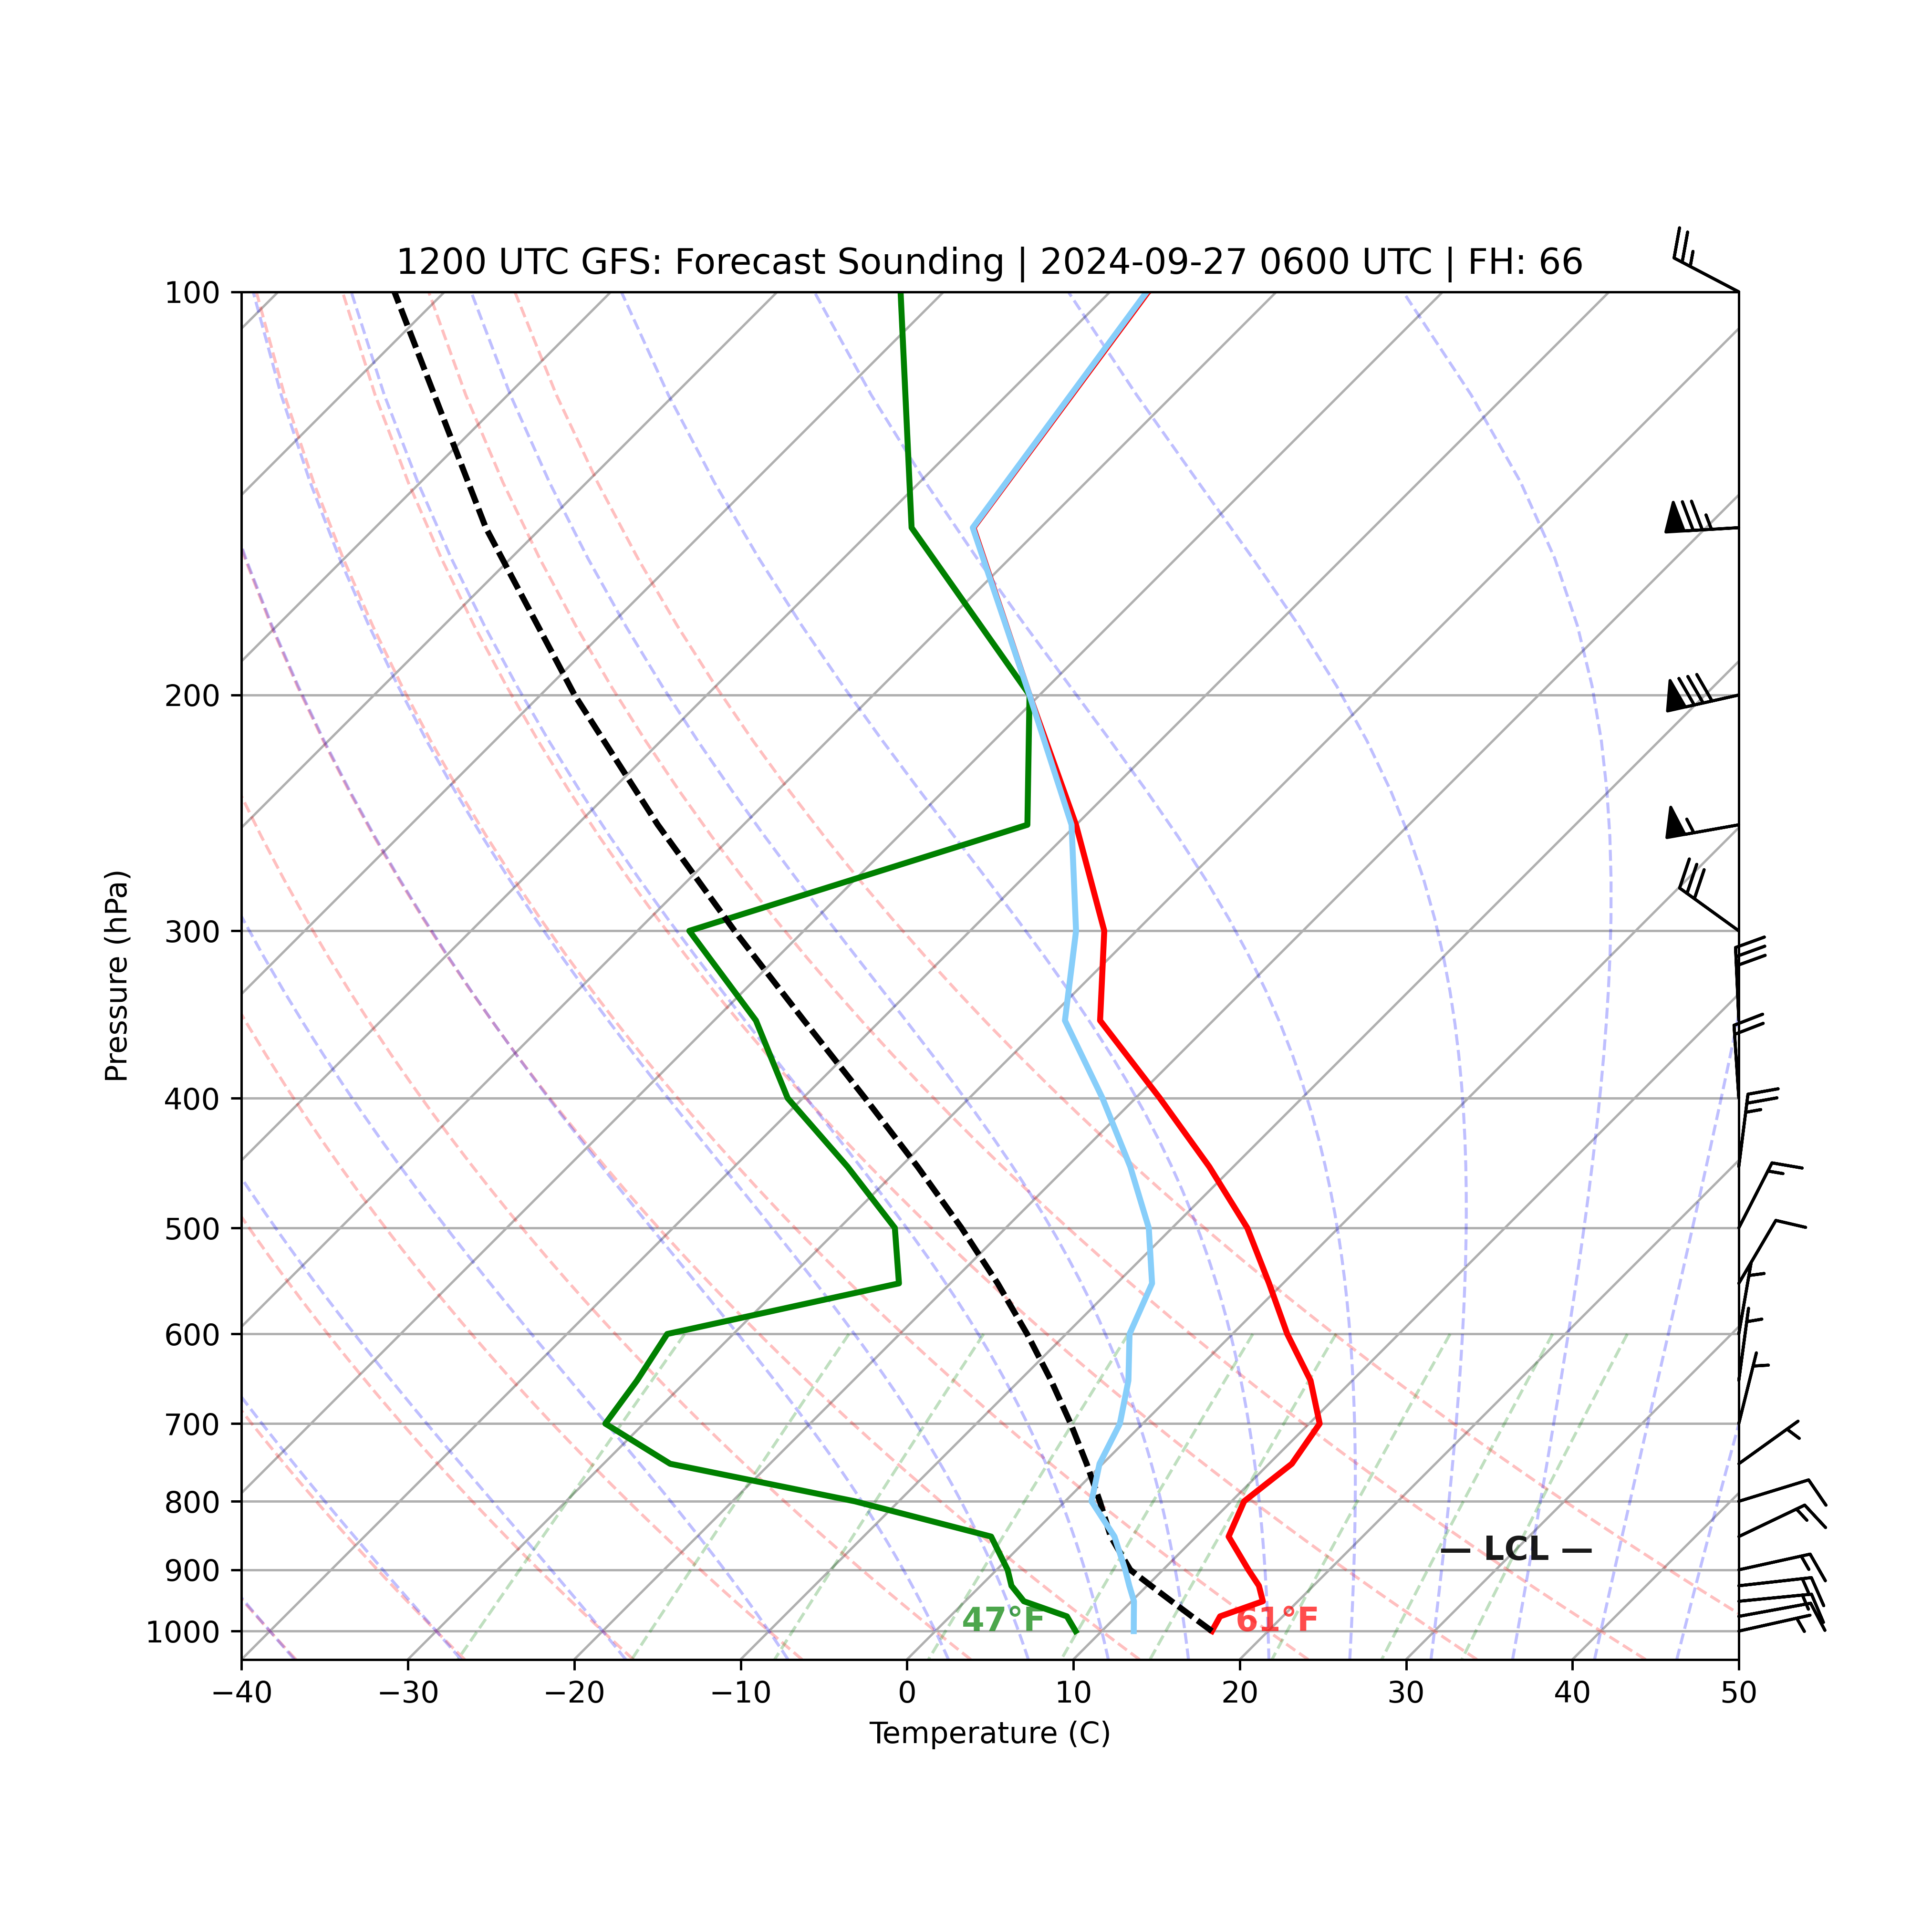 1200 UTC GFS: Forecast Sounding | 2024-09-27 0600 UTC | FH: 66
100
200
300
400
500
600
700
800
900
1000
Pressure (hPa)
— LCL —
47°F 61°F
−40 −30 −20 −10 0 10 20 30 40 50
Temperature (C)